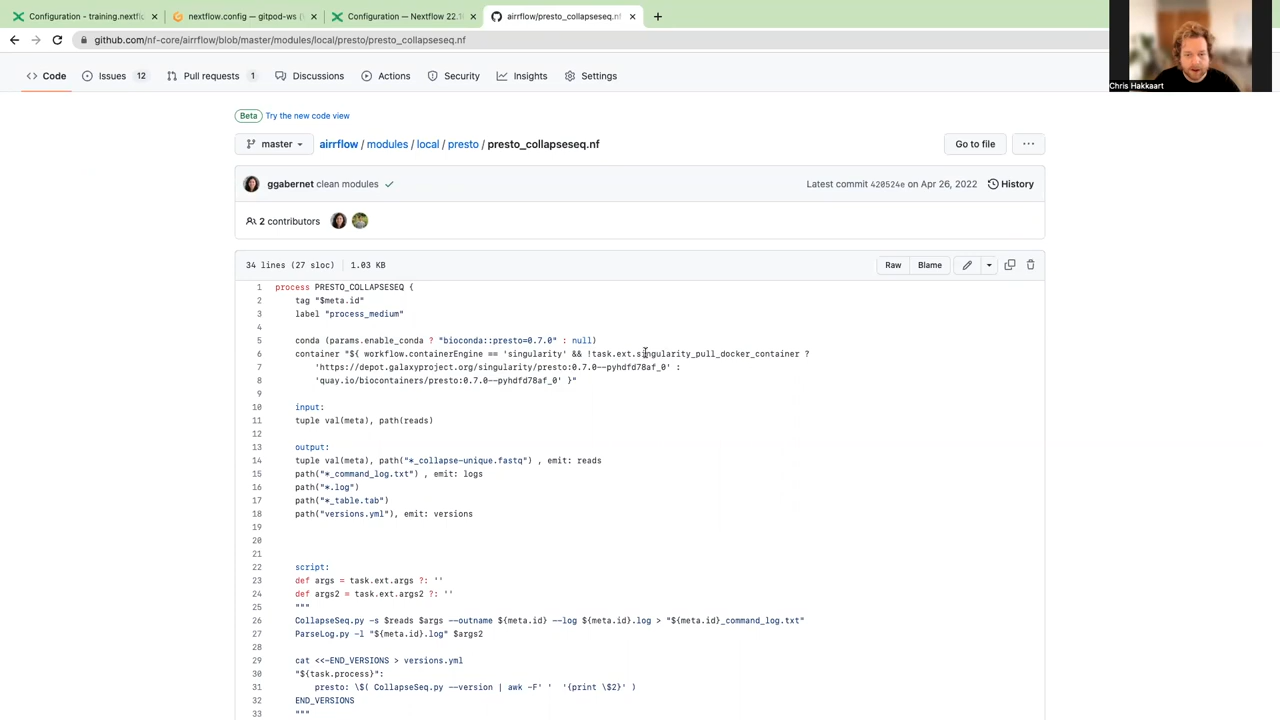 Configuration - training.nextfl
nextflow.config — gitpod-ws (
Configuration — Nextflow 22.1
airrflow/presto_collapseseq.nf
github.com/nf-core/airrflow/blob/master/modules/local/presto/presto_collapseseq.nf
Code
Issues 12
Pull requests 1
Discussions
Actions
Security
Insights
Settings
Chris Hakkaart
Beta Try the new code view
master
airrflow / modules / local / presto / presto_collapseseq.nf
Go to file
ggabernet clean modules
Latest commit 420524e on Apr 26, 2022
History
2 contributors
34 lines (27 sloc) 1.03 KB
Raw
Blame
1 process PRESTO_COLLAPSESEQ {
2 tag "$meta.id"
3 label "process_medium"
4
5 conda (params.enable_conda ? "bioconda::presto=0.7.0" : null)
6 container "${ workflow.containerEngine == 'singularity' && !task.ext.singularity_pull_docker_container ?
7 'https://depot.galaxyproject.org/singularity/presto:0.7.0--pyhdfd78af_0' :
8 'quay.io/biocontainers/presto:0.7.0--pyhdfd78af_0' }"
9
10 input:
11 tuple val(meta), path(reads)
12
13 output:
14 tuple val(meta), path("*_collapse-unique.fastq") , emit: reads
15 path("*_command_log.txt") , emit: logs
16 path("*.log")
17 path("*_table.tab")
18 path("versions.yml"), emit: versions
19
20
21
22 script:
23 def args = task.ext.args ?: ''
24 def args2 = task.ext.args2 ?: ''
25 """
26 CollapseSeq.py -s $reads $args --outname ${meta.id} --log ${meta.id}.log > "${meta.id}_command_log.txt"
27 ParseLog.py -l "${meta.id}.log" $args2
28
29 cat <<-END_VERSIONS > versions.yml
30 "${task.process}":
31 presto: \$( CollapseSeq.py --version | awk -F' ' '{print \$2}' )
32 END_VERSIONS
33 """